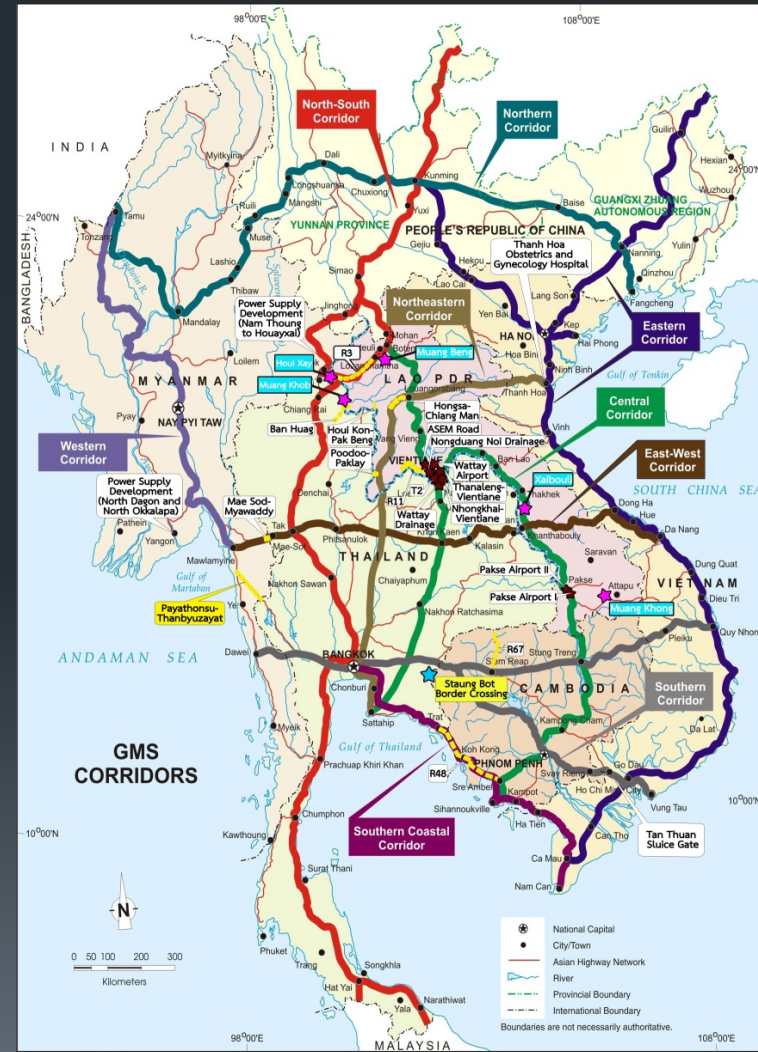 98°00'E
108°00'E
INDIA
North-South
Corridor
Northern
Corridor
Guilin
Hexian
24°00'N
Wuzhou
Myitkyina
Dali
Longshuan
Chuxiong
Kunming
Mangshi
Baise
GUANGXI ZHUANG
AUTONOMOUS REGION
24°00'N
Tamu
Ruili
Yuxi
YUNNAN PROVINCE
PEOPLE'S REPUBLIC OF CHINA
Tonzang
Muse
Gejiu
Thanh Hoa
Obstetrics and
Gynecology Hospital
Nanning
Yulin
BANGLADESH
Lashio
Hekou
Simao
Lao Cai
Qinzhou
Thibaw
Lang Son
Fangcheng
Power Supply
Development
(Nam Thoung
to Houayxai)
Northeastern
Corridor
Mandalay
Jinghong
Yen Bai
Kep
HA NO
Hai Phong
Eastern
Corridor
Mohan
Boten
R3
Muang Beng
Hoa Bini
Loilem
Houi Xay
Ninh Binh
Gulf of Tonkin
MYANMAR
Muang Khob
LAO PDR
Louangprabang
Thanh Hoa
Chiang Rai
Central
Corridor
Pyay
NAY PYI TAW
Ban Huag
Houi Kon-
Pak Beng
Hongsa-
Chiang Man
ASEM Road
Nongduang Noi Drainage
Vinh
Western
Corridor
Poodoo-
Paklay
Vang Vieng
East-West
Corridor
VIENT
Ban Lao
Wattay
Airport
Power Supply
Development
(North Dagon and
North Okkalapa)
Denchai
T2
Thanaleng-
Vientiane
Xaibouli
SOUTH CHINA SEA
Mae Sod-
Myawaddy
R11
Nhongkhai-
Vientiane
Dong Ha
Hue
Pathein
Wattay
Drainage
Da Nang
Yangon
Tak
Phitsanulok
Khon Kaen
Mawlamyine
Mae-Sot
Kalasin
THAILAND
Saravan
Gulf of
Martaban
Pakse Airport II
Dung Quat
Nakhon Sawan
Chaiyaphum
Pakse
Attapu
VIETNAM
Payathonsu-
Thanbyuzayat
Ye
Pakse Airport I
Muang Khong
Dieu Tri
Nakhon Ratchasima
Quy Nhon
Pleiku
Dawei
R67
Stung Treng
BANGKOK
Siem Reap
ANDAMAN SEA
Staung Bot
Border Crossing
Chonburi
CAMBODIA
Southern
Corridor
Sattahip
Trat
Kampong Cham
Myeik
Da Lat
Gulf of Thailand
GMS
CORRIDORS
Koh Kong
PHNOM PENH
Prachuap Khiri Khan
R48
Svay Rieng
Go Dau
Sre Ambel
Ho Chi Minh City
Kampot
Vung Tau
Sihannoukville
10°00'N
Ha Tien
Chumphon
Southern Coastal
Corridor
Tan Thuan
Sluice Gate
10°00'N
Kawthoung
Can Tho
Ca Mau
Surat Thani
Nam Can
N
Phuket
Trang
Songkhla
0 50 100 200 300
Kilometers
Hat Yai
Yala
Narathiwat
MALAYSIA
National Capital
City/Town
Asian Highway Network
River
Provincial Boundary
International Boundary
Boundaries are not necessarily authoritative.
98°00'E
108°00'E